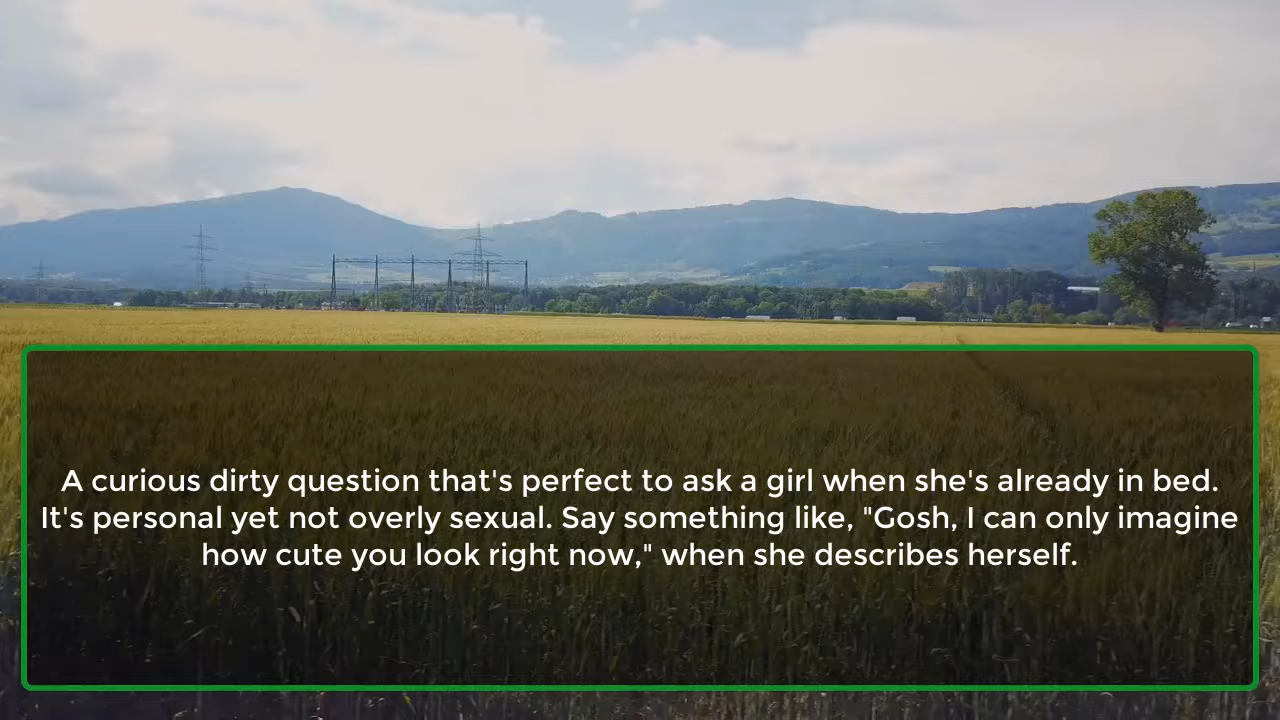 A curious dirty question that's perfect to ask a girl when she's already in bed.
It's personal yet not overly sexual. Say something like, "Gosh, I can only imagine
how cute you look right now," when she describes herself.